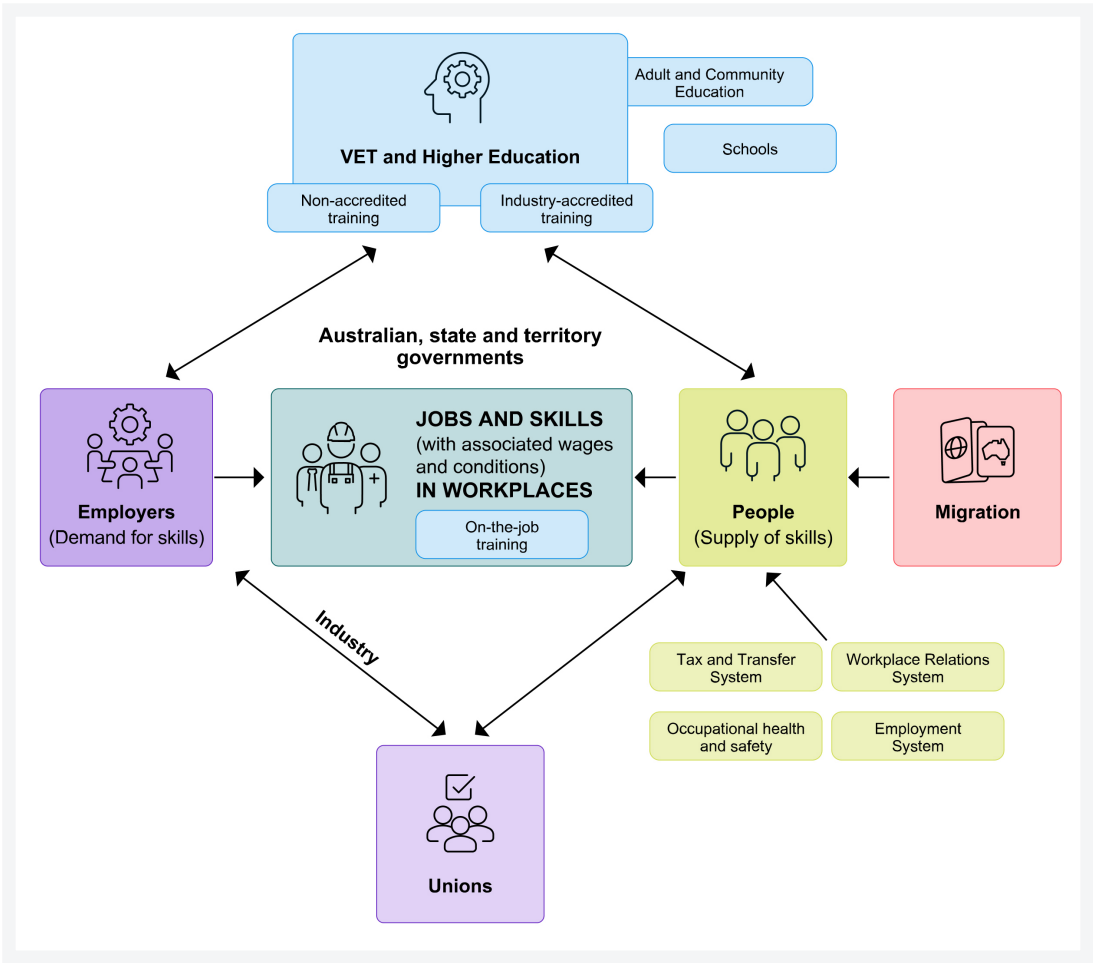 Adult and Community
Education
VET and Higher Education
Schools
Non-accredited
training
Industry-accredited
training
Australian, state and territory
governments
Employers
(Demand for skills)
JOBS AND SKILLS
(with associated wages
and conditions)
IN WORKPLACES
On-the-job
training
People
(Supply of skills)
Migration
Industry
Tax and Transfer
System
Workplace Relations
System
Occupational health
and safety
Employment
System
Unions